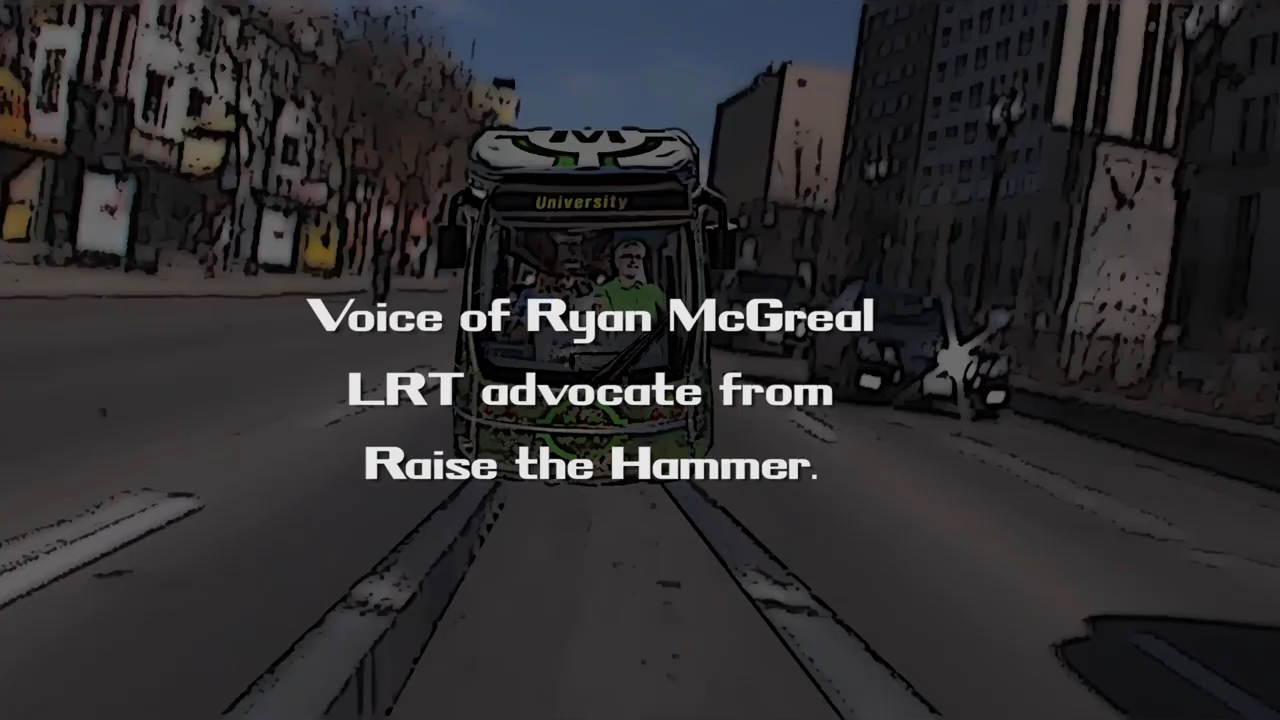 University
Voice of Ryan McGreal
LRT advocate from
Raise the Hammer.